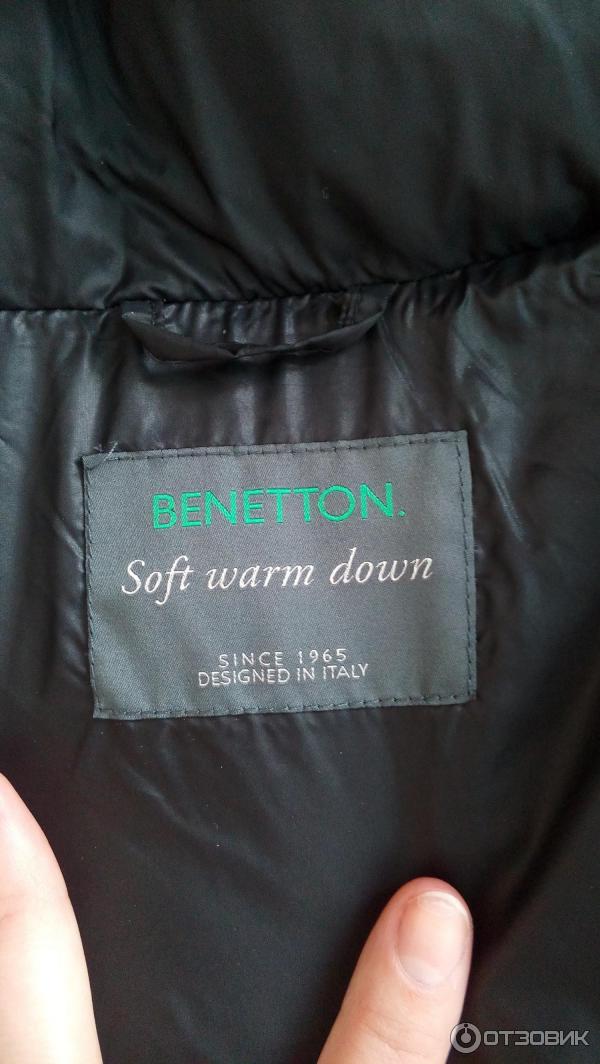 BENETTON.
Soft warm down
SINCE 1965
DESIGNED IN ITALY
ОТЗОВИК